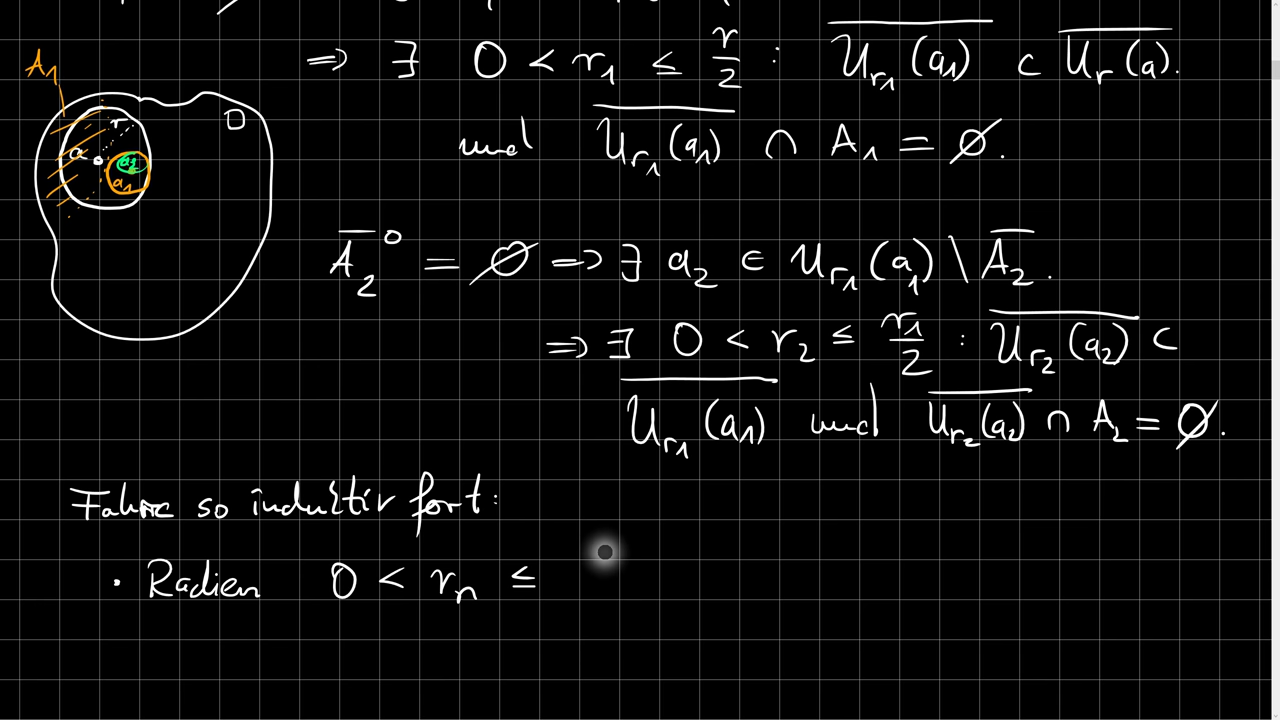 ⇒ ∃ 0 < r₁ ≤ r/2 : \overline{U_{r₁}(a₁)} ⊂ \overline{U_r(a)}.
und \overline{U_{r₁}(a₁)} ∩ A₁ = ∅.
A₁
r
O
a
a₂
a₁
\overline{A₂}° = ∅ ⇒ ∃ a₂ ∈ U_{r₁}(a₁) \ \overline{A₂}.
⇒ ∃ 0 < r₂ ≤ r₁/2 : \overline{U_{r₂}(a₂)} ⊂
\overline{U_{r₁}(a₁)} und \overline{U_{r₂}(a₂)} ∩ A₂ = ∅.
Fahre so induktiv fort:
· Radien 0 < rₙ ≤